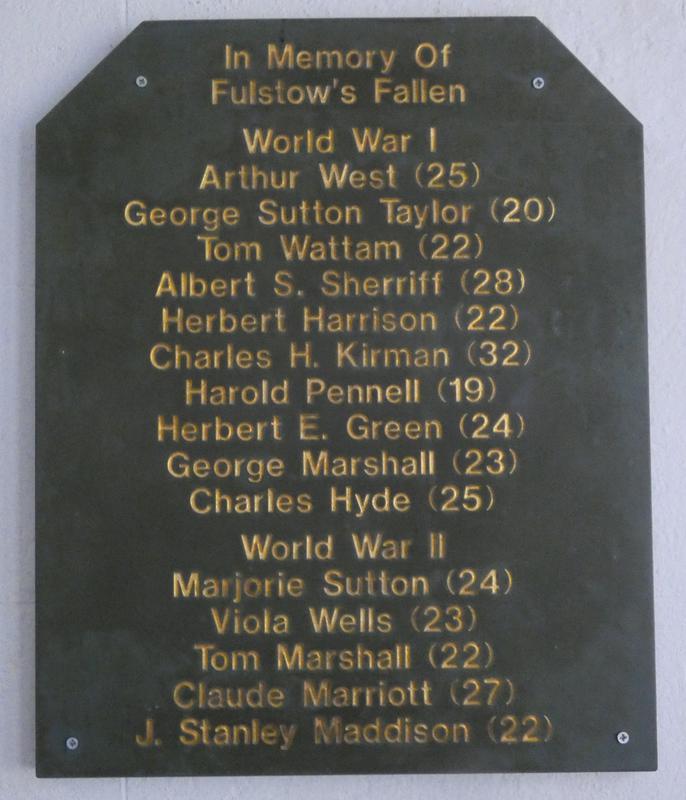 In Memory Of
Fulstow's Fallen
World War I
Arthur West (25)
George Sutton Taylor (20)
Tom Wattam (22)
Albert S. Sherriff (28)
Herbert Harrison (22)
Charles H. Kirman (32)
Harold Pennell (19)
Herbert E. Green (24)
George Marshall (23)
Charles Hyde (25)
World War II
Marjorie Sutton (24)
Viola Wells (23)
Tom Marshall (22)
Claude Marriott (27)
J. Stanley Maddison (22)